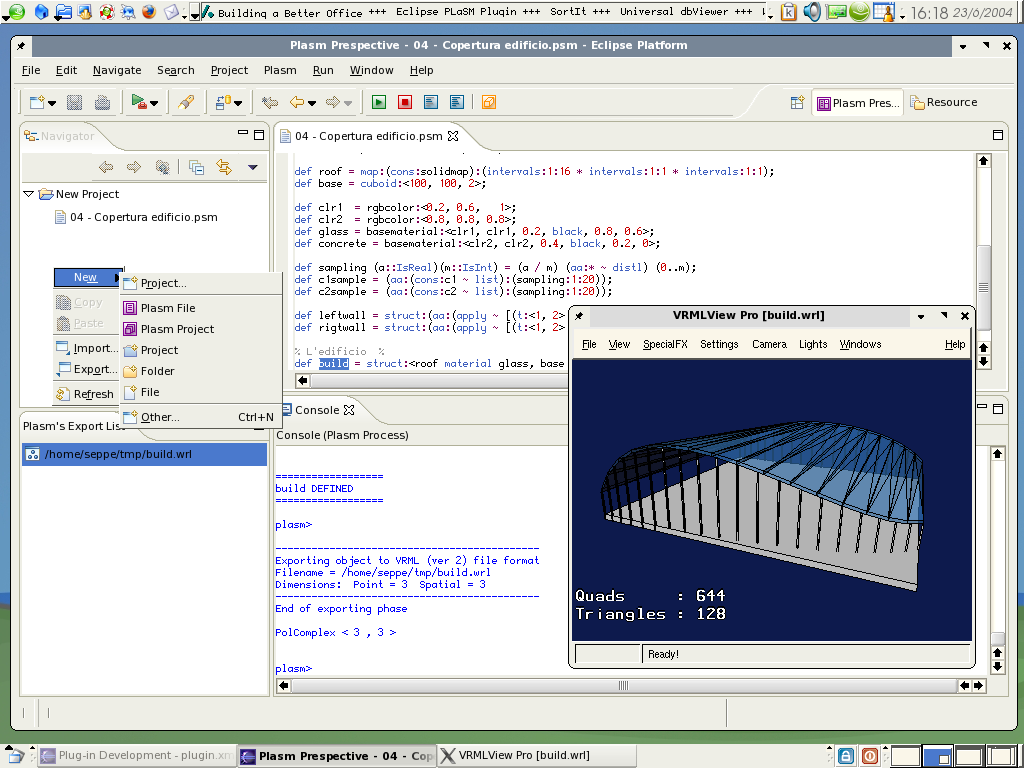 Building a Better Office +++ Eclipse PLaSM Plugin +++ SortIt +++ Universal dbViewer +++
16:18 23/6/2004
Plasm Prespective - 04 - Copertura edificio.psm - Eclipse Platform
File Edit Navigate Search Project Plasm Run Window Help
Plasm Pres... Resource
Navigator
New Project
04 - Copertura edificio.psm
New
Copy
Paste
Import...
Export...
Refresh
Project...
Plasm File
Plasm Project
Project
Folder
File
Other... Ctrl+N
Plasm's Export List
/home/seppe/tmp/build.wrl
04 - Copertura edificio.psm
def roof = map:(cons:solidmap):(intervals:1:16 * intervals:1:1 * intervals:1:1);
def base = cuboid:<100, 100, 2>;
def clr1 = rgbcolor:<0.2, 0.6, 1>;
def clr2 = rgbcolor:<0.8, 0.8, 0.8>;
def glass = basematerial:<clr1, clr1, 0.2, black, 0.8, 0.6>;
def concrete = basematerial:<clr2, clr2, 0.4, black, 0.2, 0>;
def sampling (a::IsReal)(m::IsInt) = (a / m) (aa:* ~ distl) (0..m);
def c1sample = (aa:(cons:c1 ~ list):(sampling:1:20));
def c2sample = (aa:(cons:c2 ~ list):(sampling:1:20));
def leftwall = struct:(aa:(apply ~ [(t:<1, 2>
def rigtwall = struct:(aa:(apply ~ [(t:<1, 2>
% L'edificio %
def build = struct:<roof material glass, base
Console
Console (Plasm Process)
==================
build DEFINED
==================
plasm>
--------------------------------------------
Exporting object to VRML (ver 2) file format
Filename = /home/seppe/tmp/build.wrl
Dimensions: Point = 3 Spatial = 3
--------------------------------------------
End of exporting phase
PolComplex < 3 , 3 >
plasm>
VRMLView Pro [build.wrl]
File View SpecialFX Settings Camera Lights Windows Help
Quads : 644
Triangles : 128
Ready!
Plug-in Development - plugin.xm
Plasm Prespective - 04 - Cop
VRMLView Pro [build.wrl]